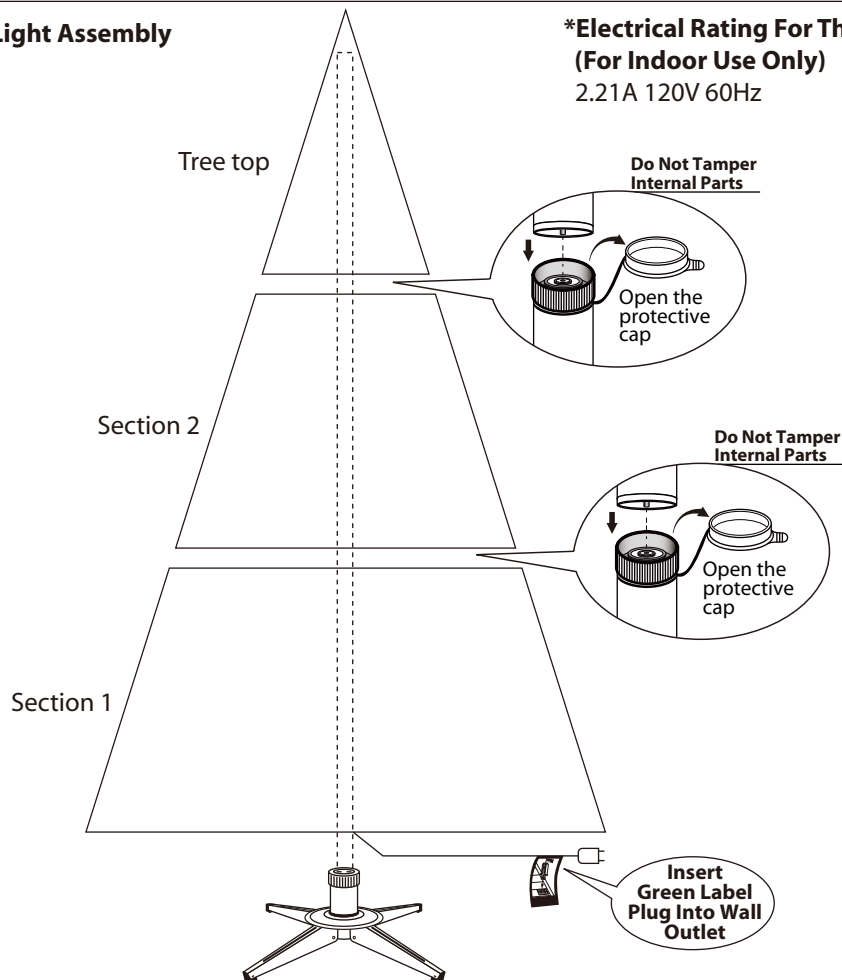 Light Assembly
*Electrical Rating For Th
(For Indoor Use Only)
2.21A 120V 60Hz
Tree top
Do Not Tamper
Internal Parts
Open the
protective
cap
Section 2
Do Not Tamper
Internal Parts
Open the
protective
cap
Section 1
Insert
Green Label
Plug Into Wall
Outlet